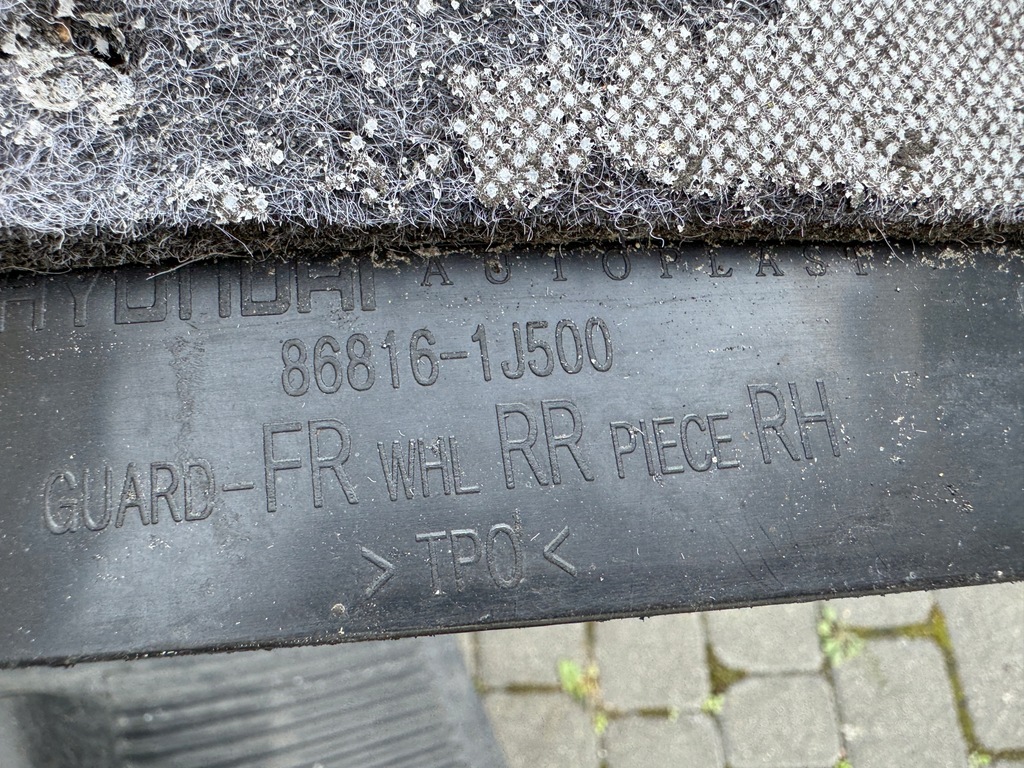 HYUNDAI AUTOPLAST
86816-1J500
GUARD-FR WHL RR PIECE RH
>TPO<